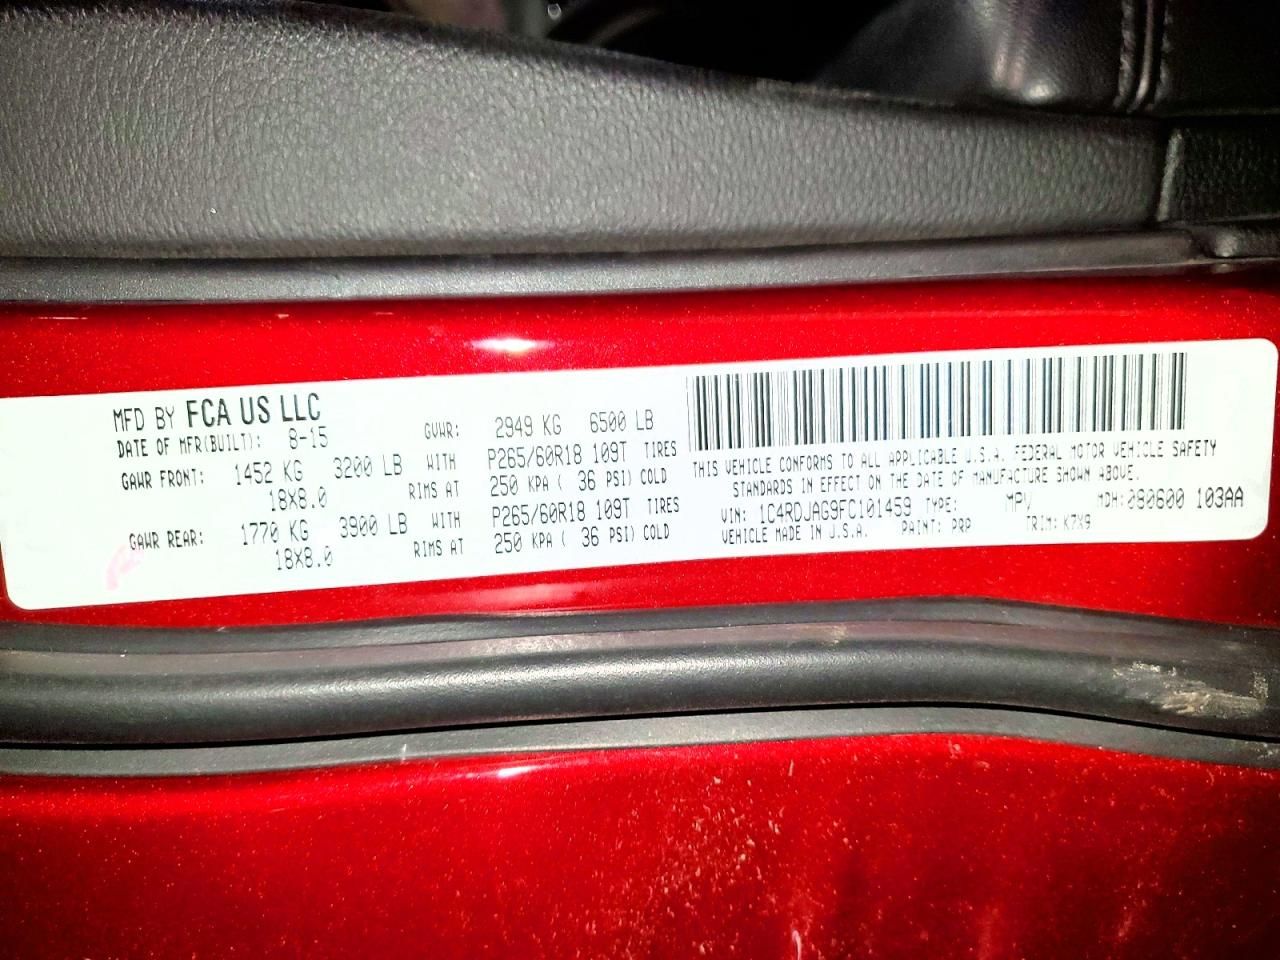 MFD BY FCA US LLC
DATE OF MFR(BUILT): 8-15 GVWR: 2949 KG 6500 LB
GAWR FRONT: 1452 KG 3200 LB WITH P265/60R18 109T TIRES
18X8.0 RIMS AT 250 KPA ( 36 PSI) COLD
GAWR REAR: 1770 KG 3900 LB WITH P265/60R18 109T TIRES
18X8.0 RIMS AT 250 KPA ( 36 PSI) COLD
THIS VEHICLE CONFORMS TO ALL APPLICABLE U.S.A. FEDERAL MOTOR VEHICLE SAFETY
STANDARDS IN EFFECT ON THE DATE OF MANUFACTURE SHOWN ABOVE.
VIN: 1C4RDJAG9FC101459 TYPE: MPV MDH: 080600 103AA
VEHICLE MADE IN U.S.A. PAINT: PRP TRIM: K7X9